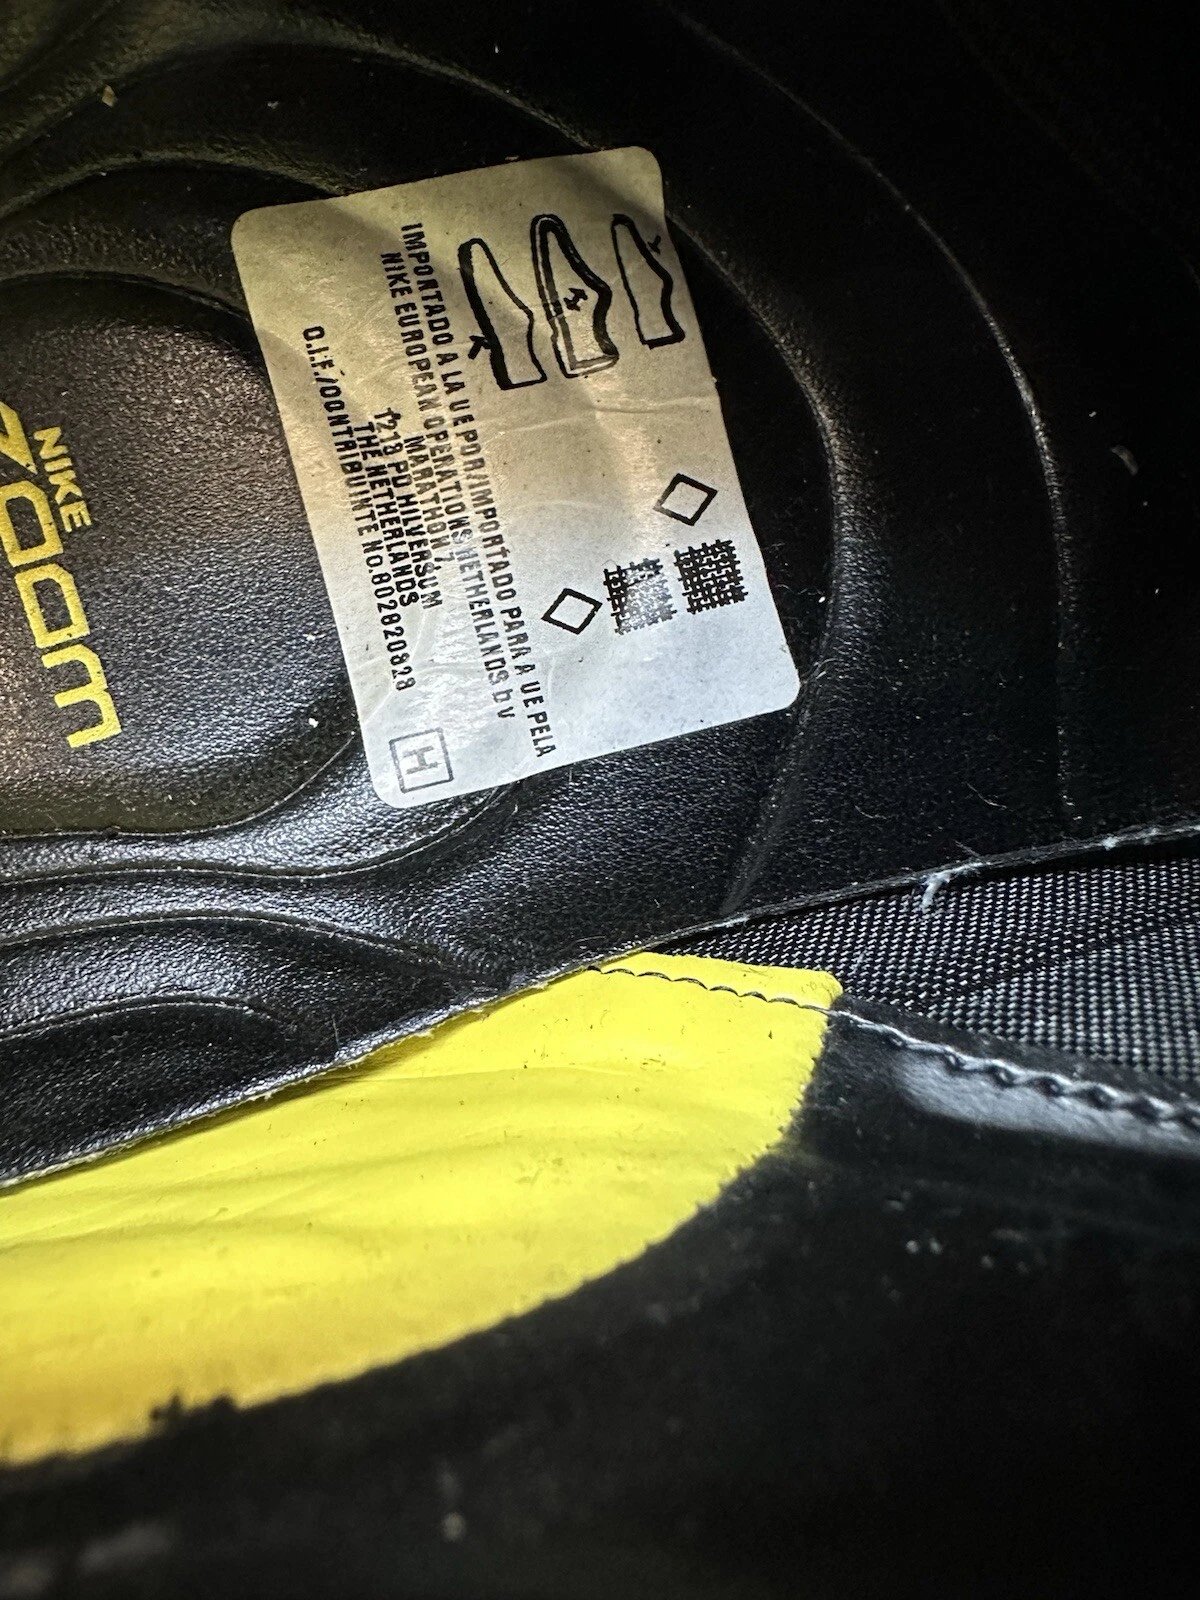 IMPORTADO A LA UE POR/IMPORTADO PARA A UE PELA
NIKE EUROPEAN OPERATIONS NETHERLANDS b V
MARATHON 7,
1213 PD HILVERSUM
THE NETHERLANDS
O.I.F./CONTRIBUINTE NO.802820828
H
NIKE
ZOOM